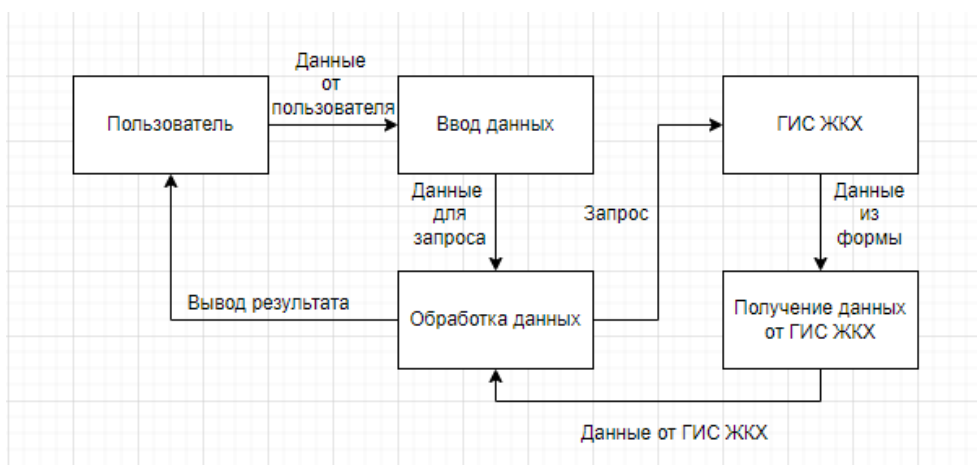 Данные
от
пользователя
Пользователь
Ввод данных
ГИС ЖКХ
Данные
для
запроса
Запрос
Данные
из
формы
Вывод результата
Обработка данных
Получение данных
от ГИС ЖКХ
Данные от ГИС ЖКХ